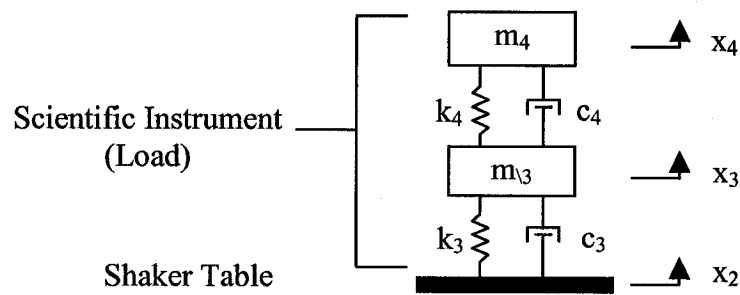 m₄
x₄
k₄
c₄
Scientific Instrument
(Load)
m\₃
x₃
k₃
c₃
Shaker Table
x₂